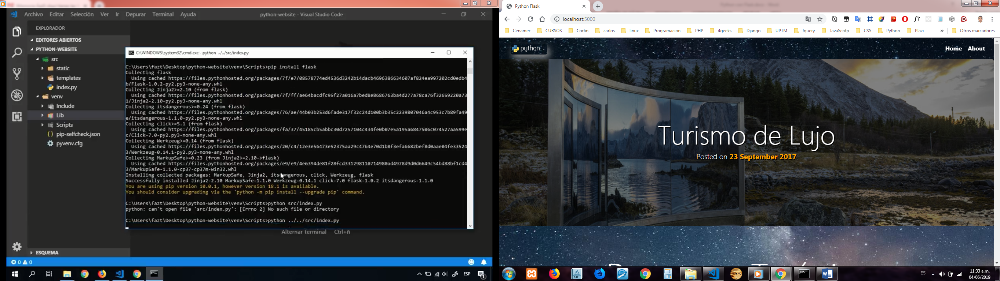 Archivo Editar Selección Ver Ir Depurar Terminal Ayuda
python-website - Visual Studio Code
EXPLORADOR
EDITORES ABIERTOS
PYTHON-WEBSITE
src
static
templates
index.py
venv
Include
Lib
Scripts
pip-selfcheck.json
pyvenv.cfg
ESQUEMA
0 0
C:\WINDOWS\system32\cmd.exe - python ../../src/index.py
C:\Users\fazt\Desktop\python-website\venv\Scripts>pip install flask
Collecting flask
Using cached https://files.pythonhosted.org/packages/7f/e7/08578774ed4536d3242b14dacb4696386634607af824ea997202cd0edb4
b/Flask-1.0.2-py2.py3-none-any.whl
Collecting Jinja2>=2.10 (from flask)
Using cached https://files.pythonhosted.org/packages/7f/ff/ae64bacdfc95f27a016a7bed8e8686763ba4d277a78ca76f32659220a73
1/Jinja2-2.10-py2.py3-none-any.whl
Collecting itsdangerous>=0.24 (from flask)
Using cached https://files.pythonhosted.org/packages/76/ae/44b03b253d6fade317f32c24d100b3b35c2239807046a4c953c7b89fa49
e/itsdangerous-1.1.0-py2.py3-none-any.whl
Collecting click>=5.1 (from flask)
Using cached https://files.pythonhosted.org/packages/fa/37/45185cb5abbc30d7257104c434fe0b07e5a195a6847506c074527aa599e
c/Click-7.0-py2.py3-none-any.whl
Collecting Werkzeug>=0.14 (from flask)
Using cached https://files.pythonhosted.org/packages/20/c4/12e3e56473e52375aa29c4764e70d1b8f3efa6682bef8d0aae04fe33524
3/Werkzeug-0.14.1-py2.py3-none-any.whl
Collecting MarkupSafe>=0.23 (from Jinja2>=2.10->flask)
Using cached https://files.pythonhosted.org/packages/e9/e9/4e6394de81f28fcd331298110714980ad4978d9d0d6649c54bd88bf1cd4
3/MarkupSafe-1.1.0-cp37-cp37m-win32.whl
Installing collected packages: MarkupSafe, Jinja2, itsdangerous, click, Werkzeug, flask
Successfully installed Jinja2-2.10 MarkupSafe-1.1.0 Werkzeug-0.14.1 click-7.0 flask-1.0.2 itsdangerous-1.1.0
You are using pip version 10.0.1, however version 18.1 is available.
You should consider upgrading via the 'python -m pip install --upgrade pip' command.
C:\Users\fazt\Desktop\python-website\venv\Scripts>python src/index.py
python: can't open file 'src/index.py': [Errno 2] No such file or directory
C:\Users\fazt\Desktop\python-website\venv\Scripts>python ../../src/index.py
Alternar terminal Ctrl+ñ
ESP
1
Python Flask
localhost:5000
f?
Cenamec CURSOS Corfin carlos linux Programacion PHP 4geeks Django UPTM Jquery JavaScritp CSS Python Plazi » Otros marcadores
python
Home About
Turismo de Lujo
Posted on 23 September 2017
2011
ES
11:33 a.m.
04/06/2019